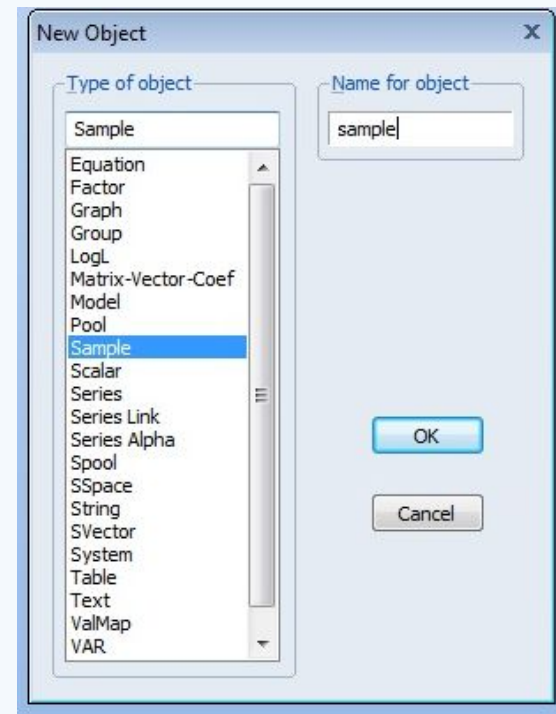 New Object
Type of object
Name for object
Sample
sample
Equation
Factor
Graph
Group
LogL
Matrix-Vector-Coef
Model
Pool
Sample
Scalar
Series
Series Link
Series Alpha
Spool
SSpace
String
SVector
System
Table
Text
ValMap
VAR
OK
Cancel